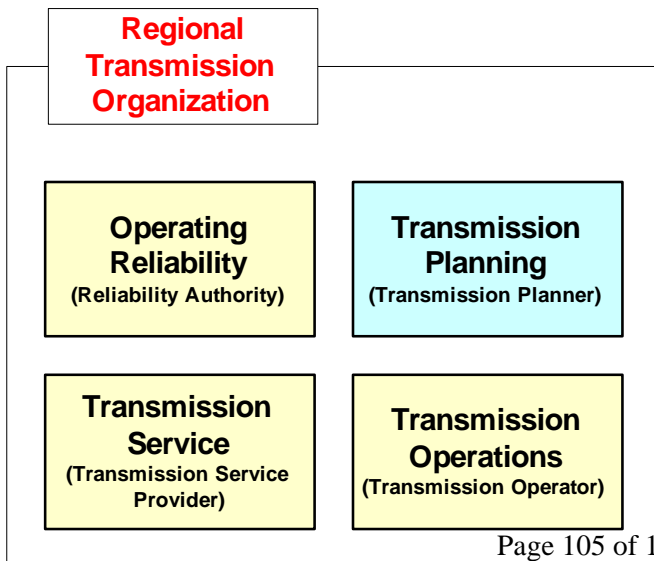 Regional
Transmission
Organization
Operating
Reliability
(Reliability Authority)
Transmission
Planning
(Transmission Planner)
Transmission
Service
(Transmission Service
Provider)
Transmission
Operations
(Transmission Operator)
Page 105 of 1